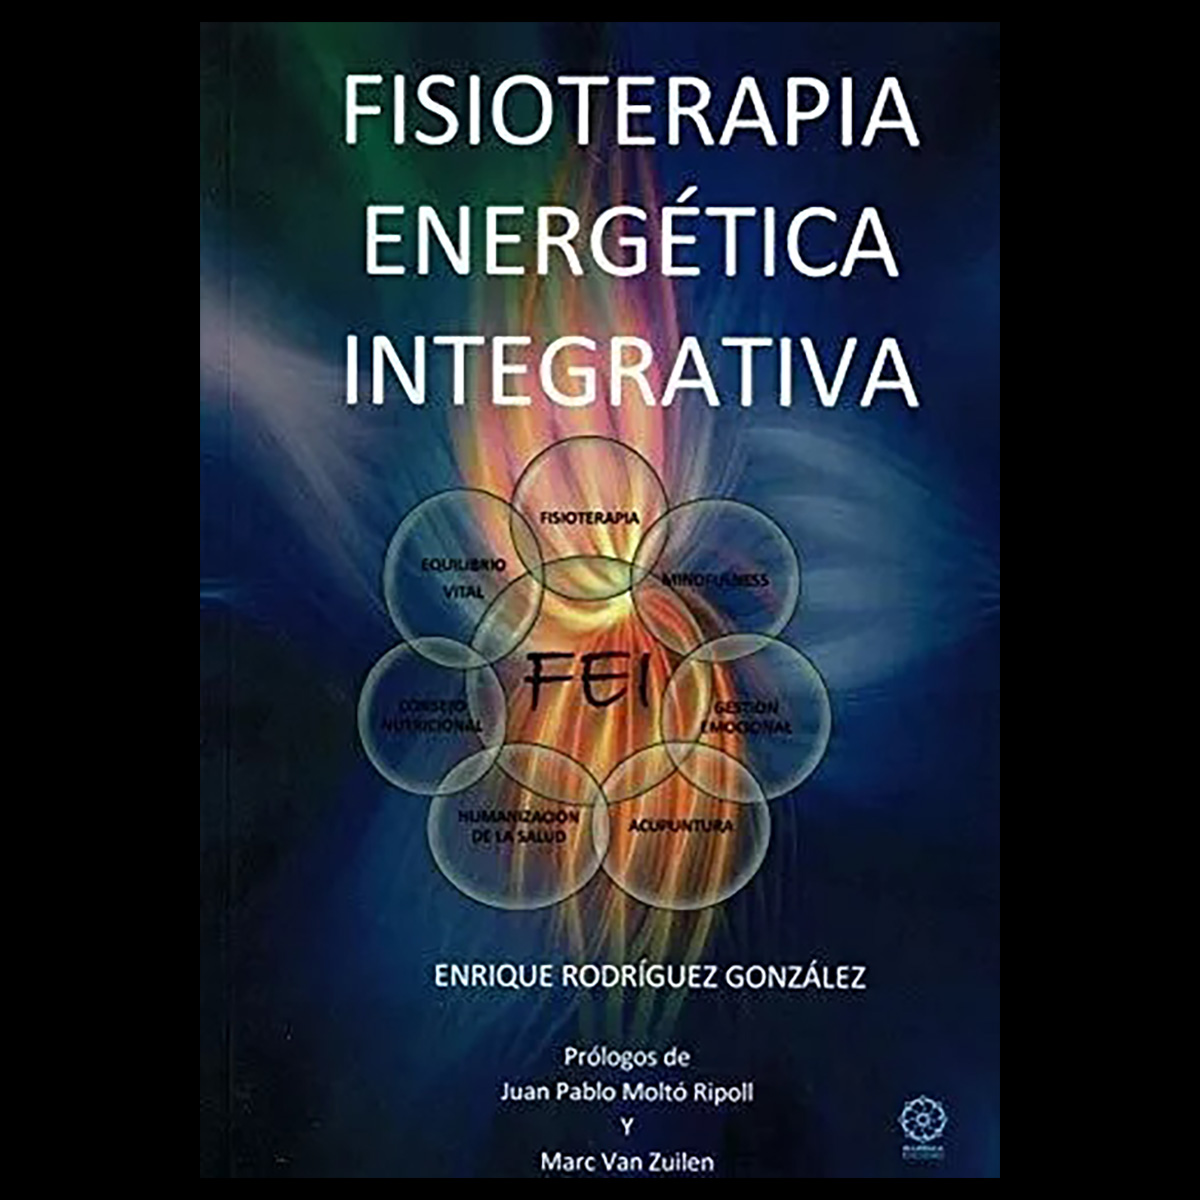 FISIOTERAPIA
ENERGÉTICA
INTEGRATIVA
FISIOTERAPIA
EQUILIBRIO
VITAL
MINDFULNESS
FEI
CONSEJO
NUTRICIONAL
GESTIÓN
EMOCIONAL
HUMANIZACIÓN
DE LA SALUD
ACUPUNTURA
ENRIQUE RODRÍGUEZ GONZÁLEZ
Prólogos de
Juan Pablo Moltó Ripoll
Y
Marc Van Zuilen